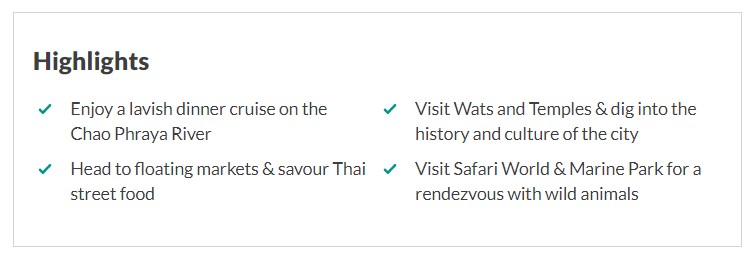 Highlights
Enjoy a lavish dinner cruise on the
Chao Phraya River
Head to floating markets & savour Thai
street food
Visit Wats and Temples & dig into the
history and culture of the city
Visit Safari World & Marine Park for a
rendezvous with wild animals